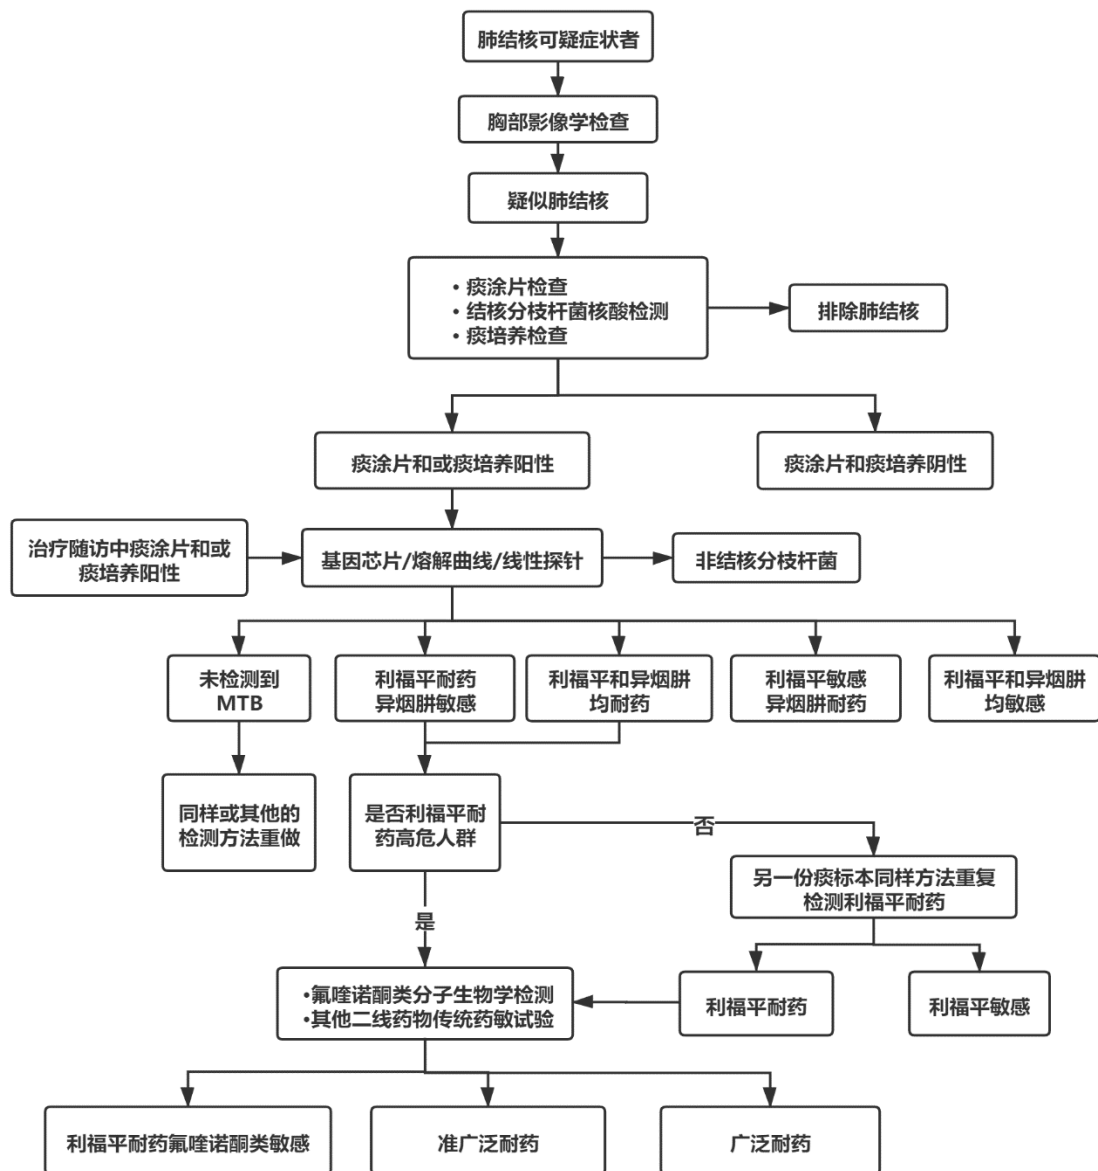 肺结核可疑症状者
胸部影像学检查
疑似肺结核
•痰涂片检查
•结核分枝杆菌核酸检测
•痰培养检查
排除肺结核
痰涂片和或痰培养阳性
痰涂片和痰培养阴性
治疗随访中痰涂片和或
痰培养阳性
基因芯片/熔解曲线/线性探针
非结核分枝杆菌
未检测到
MTB
利福平耐药
异烟肼敏感
利福平和异烟肼
均耐药
利福平敏感
异烟肼耐药
利福平和异烟肼
均敏感
同样或其他的
检测方法重做
是否利福平耐
药高危人群
否
另一份痰标本同样方法重复
检测利福平耐药
是
•氟喹诺酮类分子生物学检测
•其他二线药物传统药敏试验
利福平耐药
利福平敏感
利福平耐药氟喹诺酮类敏感
准广泛耐药
广泛耐药